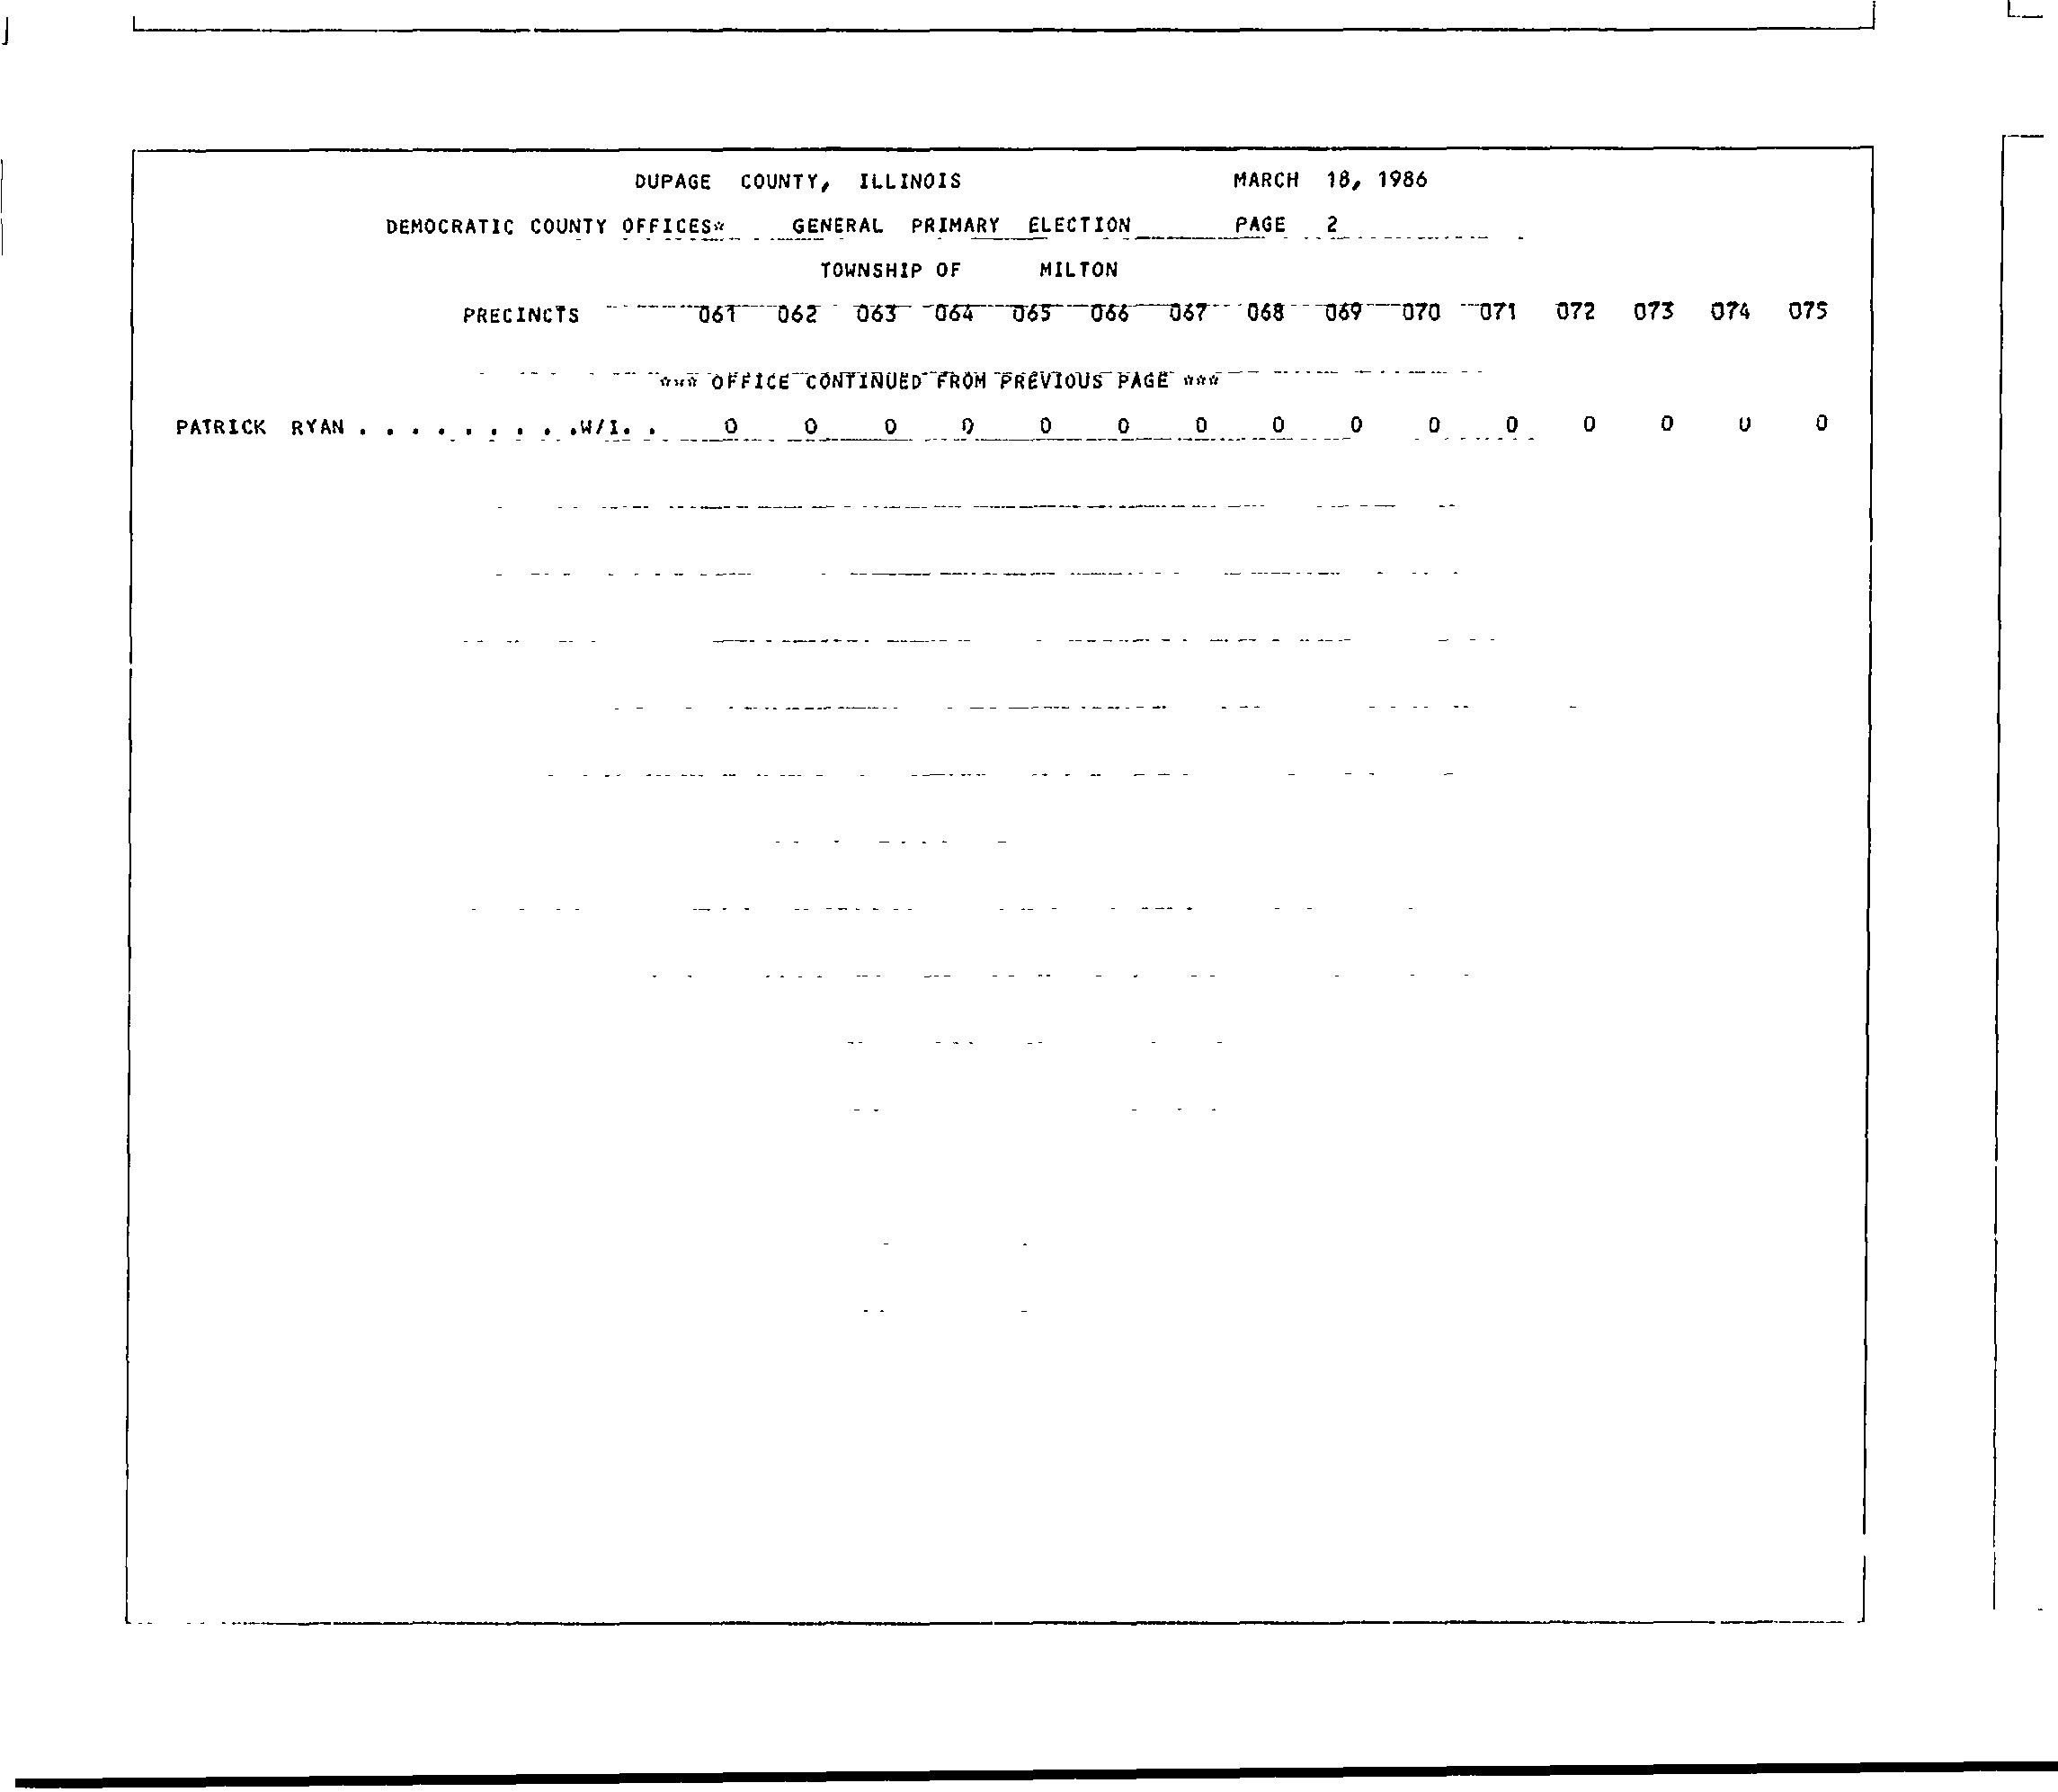 DUPAGE COUNTY, ILLINOIS MARCH 18, 1986
DEMOCRATIC COUNTY OFFICES* GENERAL PRIMARY ELECTION PAGE 2
TOWNSHIP OF MILTON
PRECINCTS 061 062 063 064 065 066 067 068 069 070 071 072 073 074 075
*** OFFICE CONTINUED FROM PREVIOUS PAGE ***
PATRICK RYAN . . . . . . . . .W/I. . 0 0 0 0 0 0 0 0 0 0 0 0 0 0 0